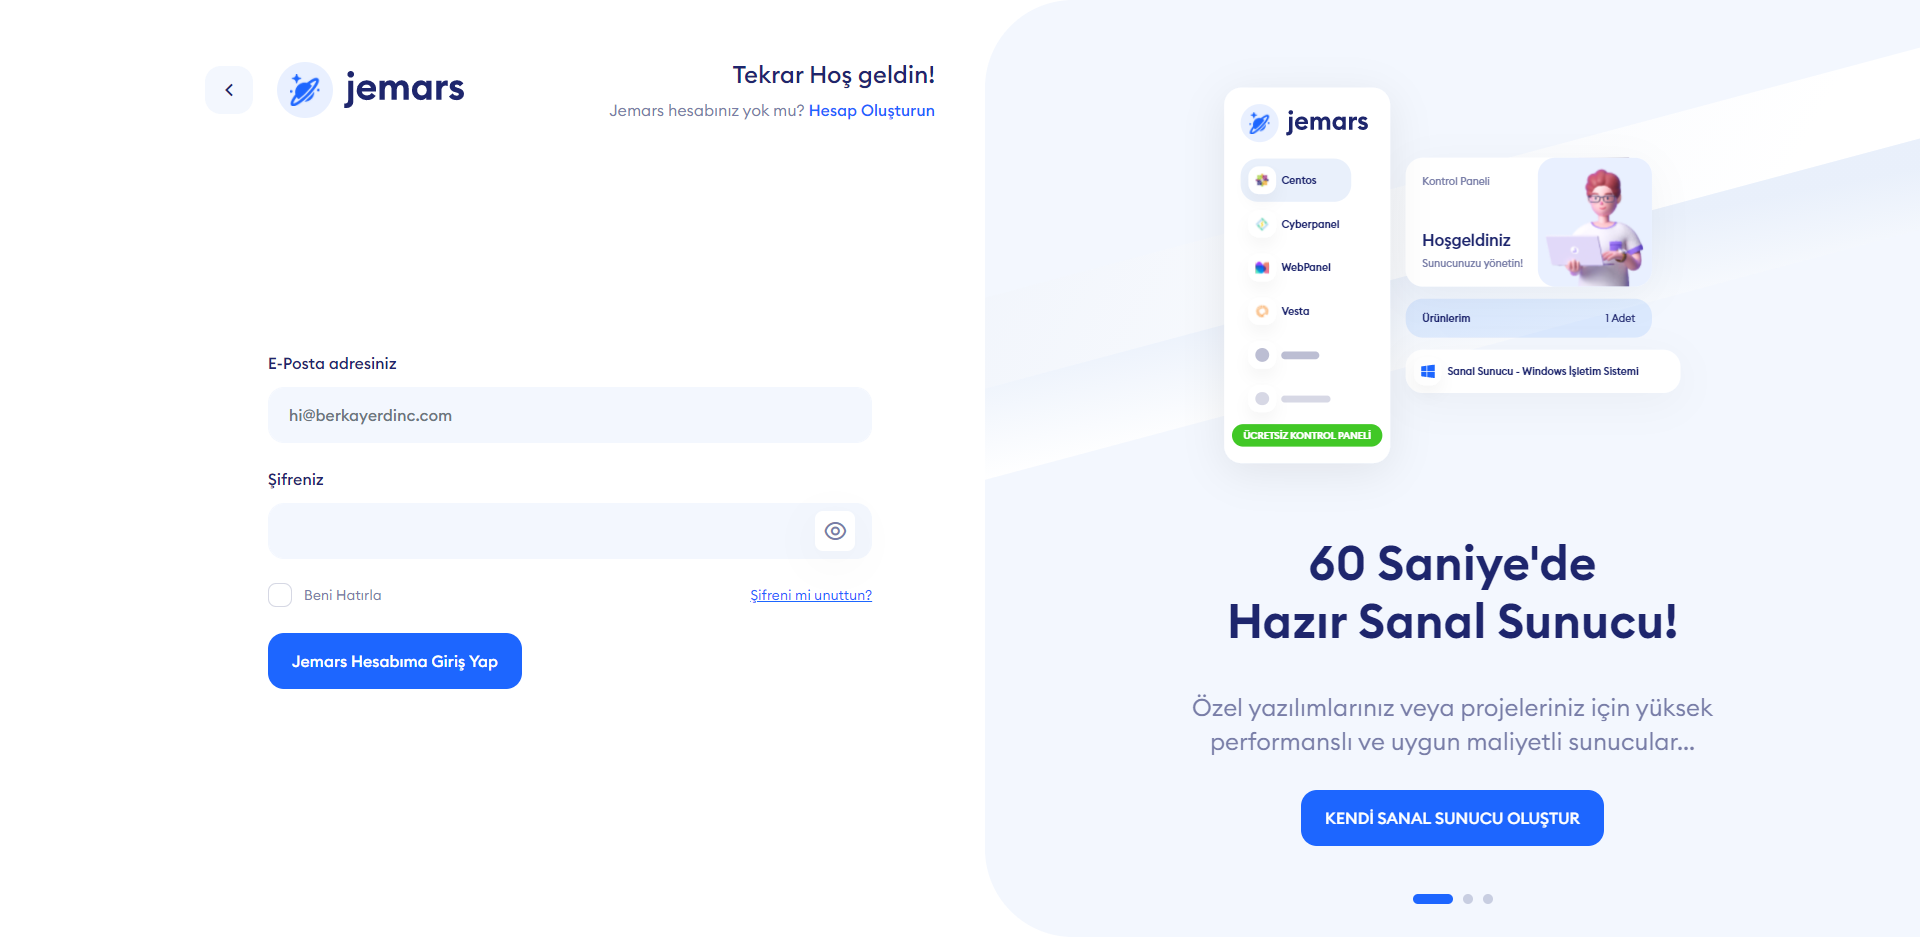 jemars
Tekrar Hoş geldin!
Jemars hesabınız yok mu? Hesap Oluşturun
E-Posta adresiniz
hi@berkayerdinc.com
Şifreniz
Beni Hatırla
Şifreni mi unuttun?
Jemars Hesabıma Giriş Yap
jemars
Centos
Cyberpanel
WebPanel
Vesta
ÜCRETSİZ KONTROL PANELİ
Kontrol Paneli
Hoşgeldiniz
Sunucunuzu yönetin!
Ürünlerim 1 Adet
Sanal Sunucu - Windows İşletim Sistemi
60 Saniye'de
Hazır Sanal Sunucu!
Özel yazılımlarınız veya projeleriniz için yüksek
performanslı ve uygun maliyetli sunucular...
KENDİ SANAL SUNUCU OLUŞTUR